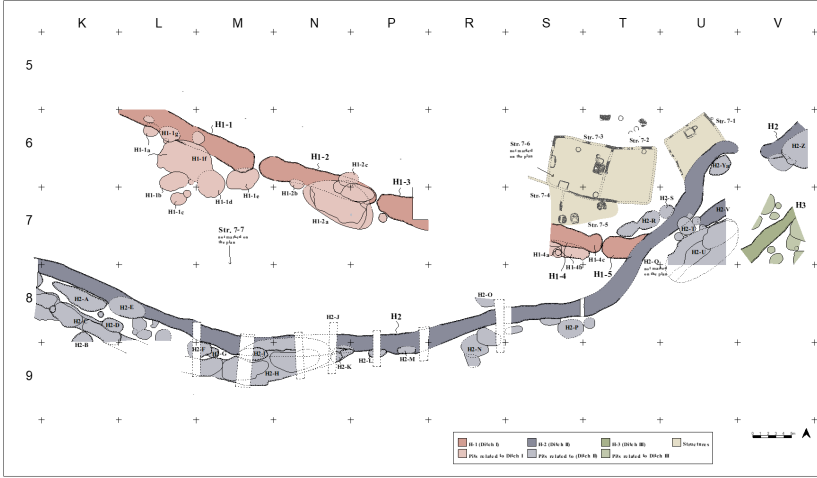 K L M N P R S T U V
5
6
7
8
9
H1-1
H1-1g
H1-1a
H1-1f
H1-1b
H1-1c
H1-1d
H1-1e
H1-2
H1-2c
H1-2b
H1-2a
H1-3
Str. 7-7
not marked on
the plan
Str. 7-6
not marked
on the plan
Str. 7-3
Str. 7-2
Str. 7-1
Str. 7-4
Str. 7-5
H2
H2-Z
H3
H2-S
H2-R
H2-V
H2-U
H2-Q
not marked
on the plan
H1-4a
H1-4b
H1-4c
H1-4
H1-5
H2-A
H2-E
H2-D
H2-B
H2-F
H2-G
H2-H
H2-J
H2-K
H2
H2-L
H2-M
H2-O
H2-N
H2-P
H-1 (Ditch I)
H-2 (Ditch II)
H-3 (Ditch III)
Structures
Pits related to Ditch I
Pits related to (Ditch II)
Pits related to Ditch III